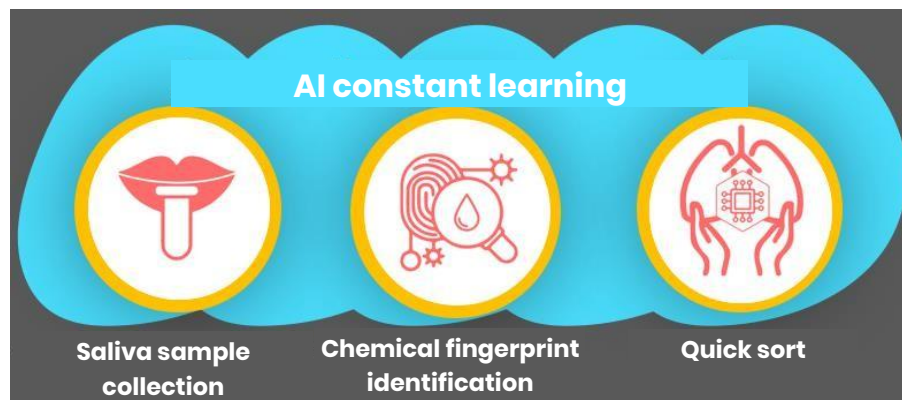 AI constant learning
Saliva sample
collection
Chemical fingerprint
identification
Quick sort